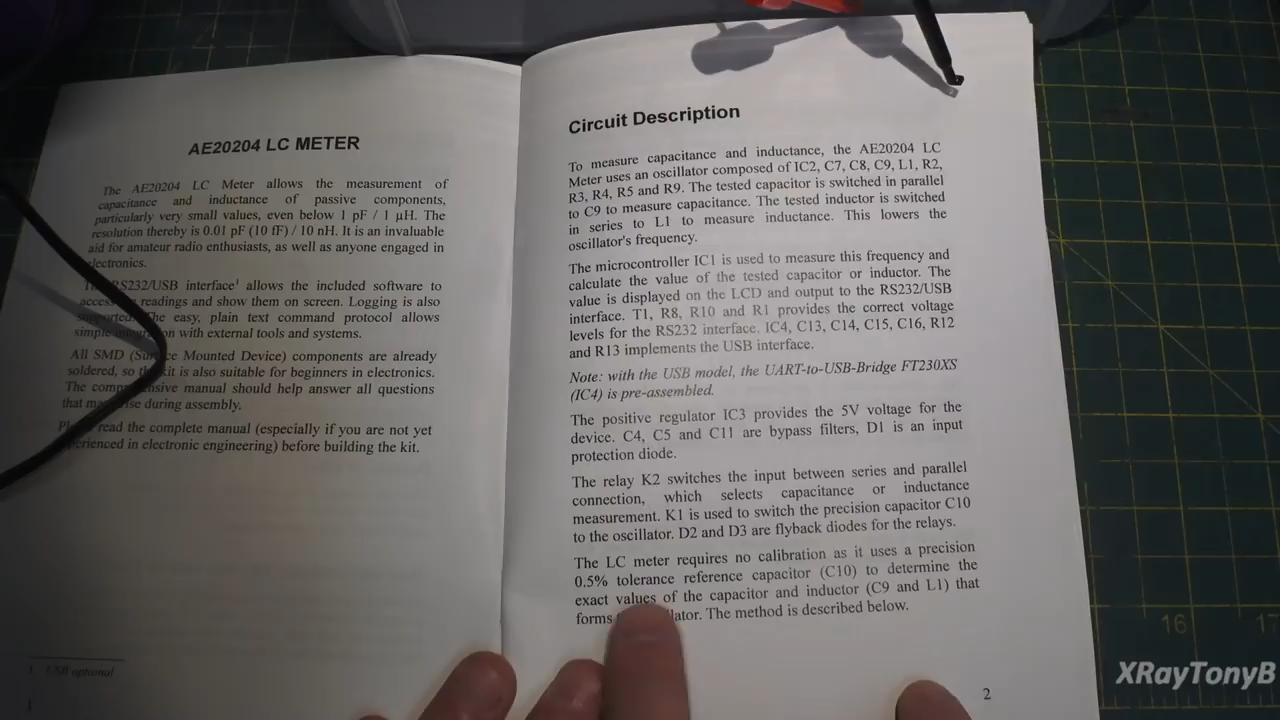 AE20204 LC METER
The AE20204 LC Meter allows the measurement of
capacitance and inductance of passive components,
particularly very small values, even below 1 pF / 1 µH. The
resolution thereby is 0.01 pF (10 fF) / 10 nH. It is an invaluable
aid for amateur radio enthusiasts, as well as anyone engaged in
electronics.
RS232/USB interface¹ allows the included software to
readings and show them on screen. Logging is also
The easy, plain text command protocol allows
simple with external tools and systems.
All SMD Mounted Device) components are already
soldered, so kit is also suitable for beginners in electronics.
The manual should help answer all questions
that during assembly.
read the complete manual (especially if you are not yet
in electronic engineering) before building the kit.
1 USB optional
1
Circuit Description
To measure capacitance and inductance, the AE20204 LC
Meter uses an oscillator composed of IC2, C7, C8, C9, L1, R2,
R3, R4, R5 and R9. The tested capacitor is switched in parallel
to C9 to measure capacitance. The tested inductor is switched
in series to L1 to measure inductance. This lowers the
oscillator's frequency.
The microcontroller IC1 is used to measure this frequency and
calculate the value of the tested capacitor or inductor. The
value is displayed on the LCD and output to the RS232/USB
interface. T1, R8, R10 and R1 provides the correct voltage
levels for the RS232 interface. IC4, C13, C14, C15, C16, R12
and R13 implements the USB interface.
Note: with the USB model, the UART-to-USB-Bridge FT230XS
(IC4) is pre-assembled.
The positive regulator IC3 provides the 5V voltage for the
device. C4, C5 and C11 are bypass filters, D1 is an input
protection diode.
The relay K2 switches the input between series and parallel
connection, which selects capacitance or inductance
measurement. K1 is used to switch the precision capacitor C10
to the oscillator. D2 and D3 are flyback diodes for the relays.
The LC meter requires no calibration as it uses a precision
0.5% tolerance reference capacitor (C10) to determine the
exact values of the capacitor and inductor (C9 and L1) that
forms The method is described below.
2
16
17
XRayTonyB